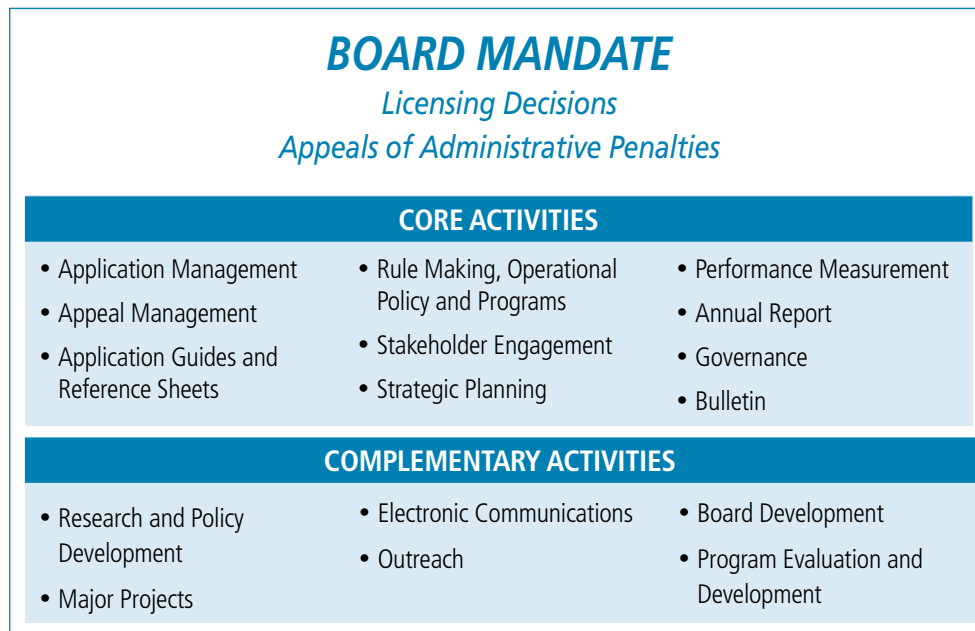 BOARD MANDATE
Licensing Decisions
Appeals of Administrative Penalties
CORE ACTIVITIES
• Application Management
• Appeal Management
• Application Guides and
Reference Sheets
• Rule Making, Operational
Policy and Programs
• Stakeholder Engagement
• Strategic Planning
• Performance Measurement
• Annual Report
• Governance
• Bulletin
COMPLEMENTARY ACTIVITIES
• Research and Policy
Development
• Major Projects
• Electronic Communications
• Outreach
• Board Development
• Program Evaluation and
Development